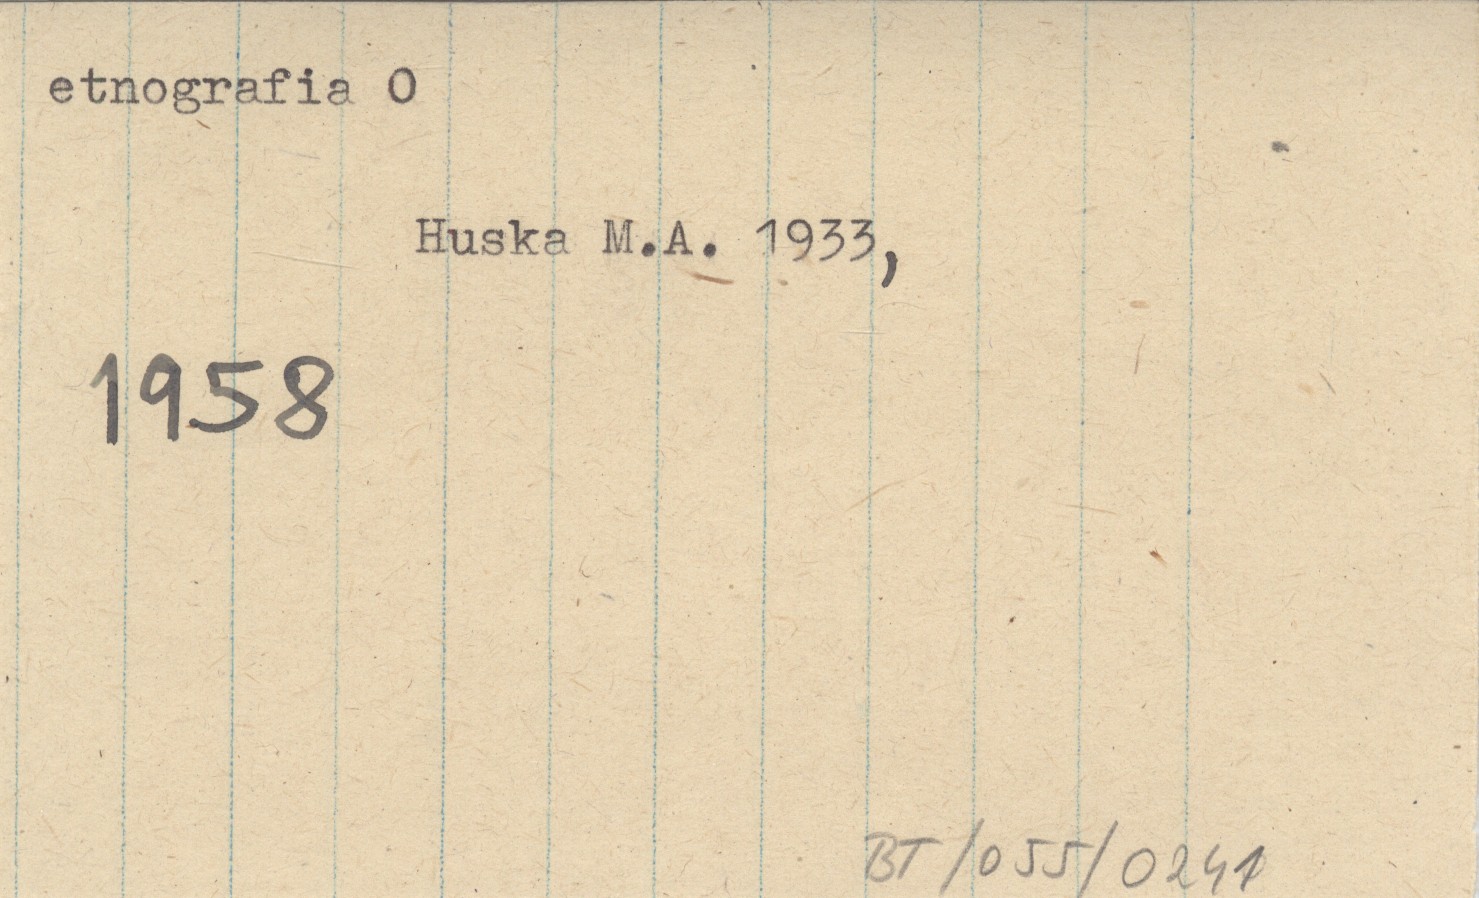 etnografia O
Huska M.A. 1933,
1958
BT/055/0241